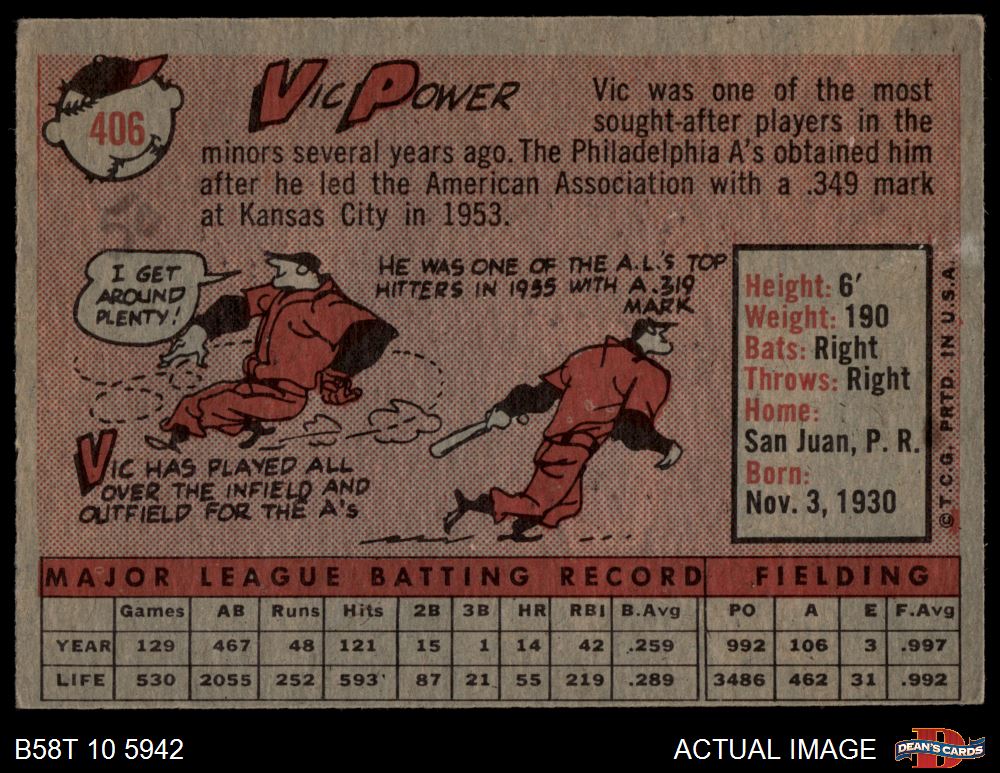 406
VIC POWER
Vic was one of the most
sought-after players in the
minors several years ago. The Philadelphia A's obtained him
after he led the American Association with a .349 mark
at Kansas City in 1953.
I GET
AROUND
PLENTY!
HE WAS ONE OF THE A.L.'S TOP
HITTERS IN 1955 WITH A .319
MARK
VIC HAS PLAYED ALL
OVER THE INFIELD AND
OUTFIELD FOR THE A's
Height: 6'
Weight: 190
Bats: Right
Throws: Right
Home:
San Juan, P. R.
Born:
Nov. 3, 1930
© T.C.G. PRTD. IN U.S.A.
MAJOR LEAGUE BATTING RECORD FIELDING
Games AB Runs Hits 2B 3B HR RBI B.Avg PO A E F.Avg
YEAR 129 467 48 121 15 1 14 42 .259 992 106 3 .997
LIFE 530 2055 252 593 87 21 55 219 .289 3486 462 31 .992
B58T 10 5942
ACTUAL IMAGE
D
DEAN'S CARDS